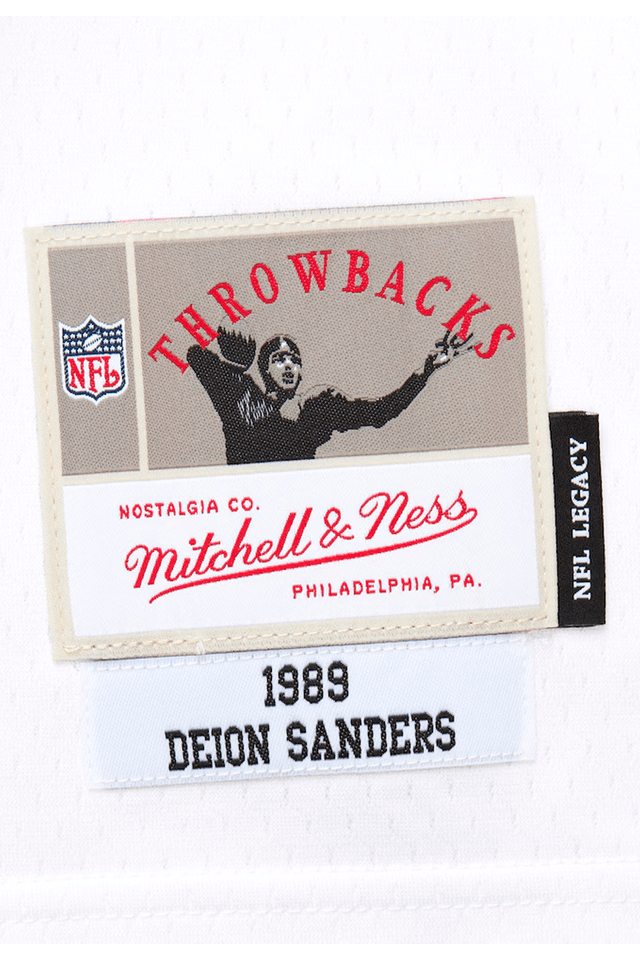 THROWBACKS
NFL
NOSTALGIA CO.
Mitchell & Ness
PHILADELPHIA, PA.
NFL LEGACY
1989
DEION SANDERS